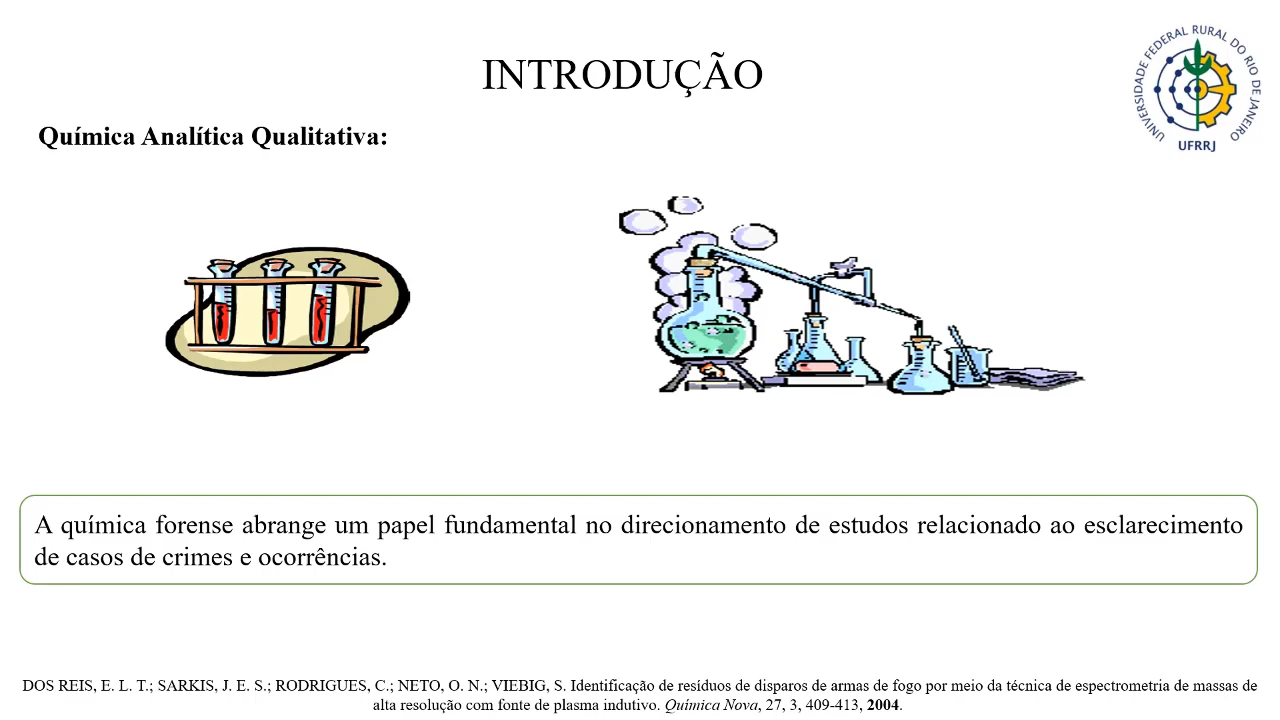 INTRODUÇÃO
UNIVERSIDADE FEDERAL RURAL DO RIO DE JANEIRO
UFRRJ
Química Analítica Qualitativa:
A química forense abrange um papel fundamental no direcionamento de estudos relacionado ao esclarecimento
de casos de crimes e ocorrências.
DOS REIS, E. L. T.; SARKIS, J. E. S.; RODRIGUES, C.; NETO, O. N.; VIEBIG, S. Identificação de resíduos de disparos de armas de fogo por meio da técnica de espectrometria de massas de
alta resolução com fonte de plasma indutivo. Química Nova, 27, 3, 409-413, 2004.